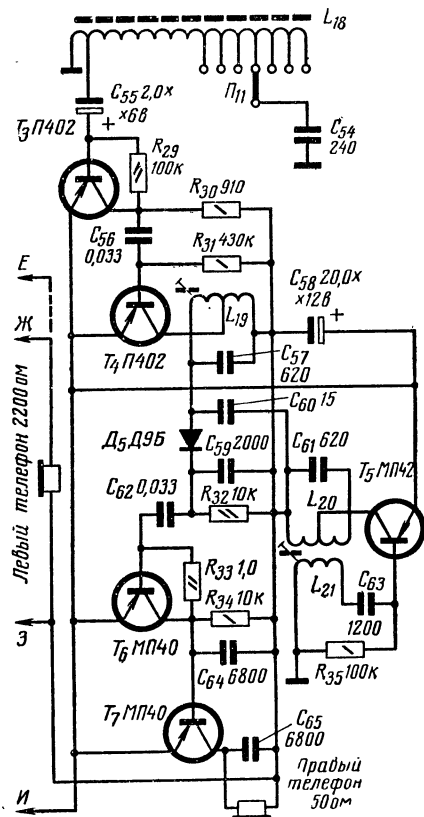 L18
C55 2,0×
×6в
П11
T3 П402
C54
240
R29
100к
R30 910
C56
0,033
R31 430к
Е
C58 20,0×
×12в
Ж
L19
T4 П402
C57
620
C60 15
Левый телефон 2200 ом
Д5 Д9Б
C59 2000
C61 620
T5 МП42
C62 0,033
R32 10к
L20
R33 1,0
L21
C63
1200
R34 10к
З
T6 МП40
C64 6800
R35 100к
T7 МП40
C65
6800
Правый
телефон
50ом
И